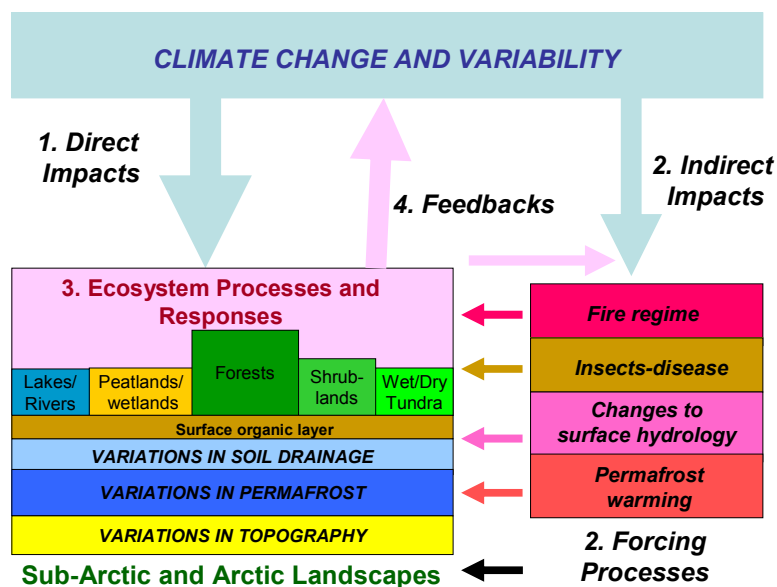 CLIMATE CHANGE AND VARIABILITY
1. Direct
Impacts
2. Indirect
Impacts
4. Feedbacks
3. Ecosystem Processes and
Responses
Lakes/
Rivers
Peatlands/
wetlands
Forests
Shrub-
lands
Wet/Dry
Tundra
Surface organic layer
VARIATIONS IN SOIL DRAINAGE
VARIATIONS IN PERMAFROST
VARIATIONS IN TOPOGRAPHY
Sub-Arctic and Arctic Landscapes
Fire regime
Insects-disease
Changes to
surface hydrology
Permafrost
warming
2. Forcing
Processes